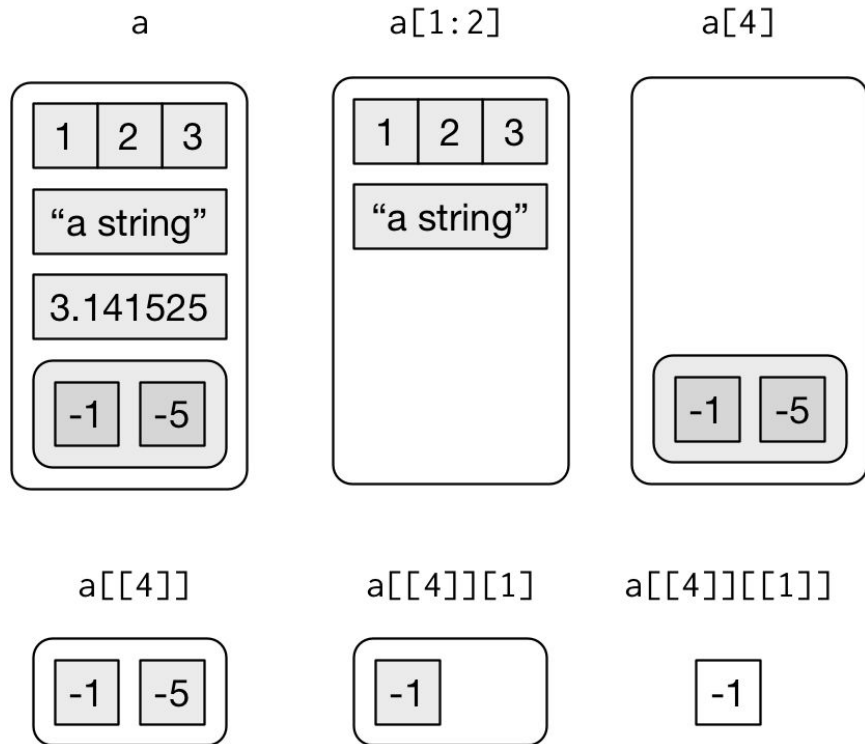 a
a[1:2]
a[4]
1 2 3
“a string”
3.141525
-1 -5
1 2 3
“a string”
-1 -5
a[[4]]
a[[4]][1]
a[[4]][[1]]
-1 -5
-1
-1